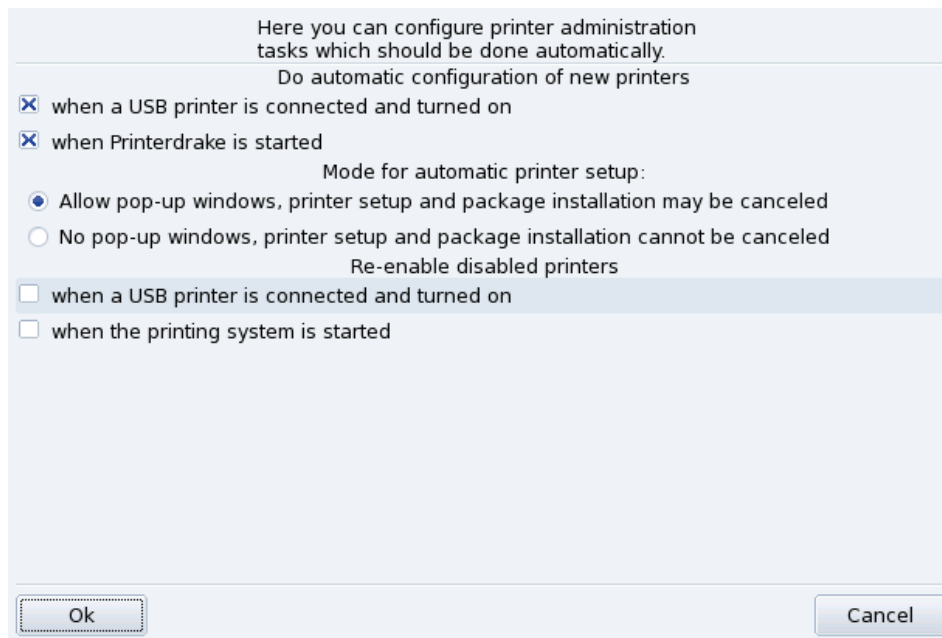 Here you can configure printer administration
tasks which should be done automatically.
Do automatic configuration of new printers
when a USB printer is connected and turned on
when Printerdrake is started
Mode for automatic printer setup:
Allow pop-up windows, printer setup and package installation may be canceled
No pop-up windows, printer setup and package installation cannot be canceled
Re-enable disabled printers
when a USB printer is connected and turned on
when the printing system is started
Ok
Cancel